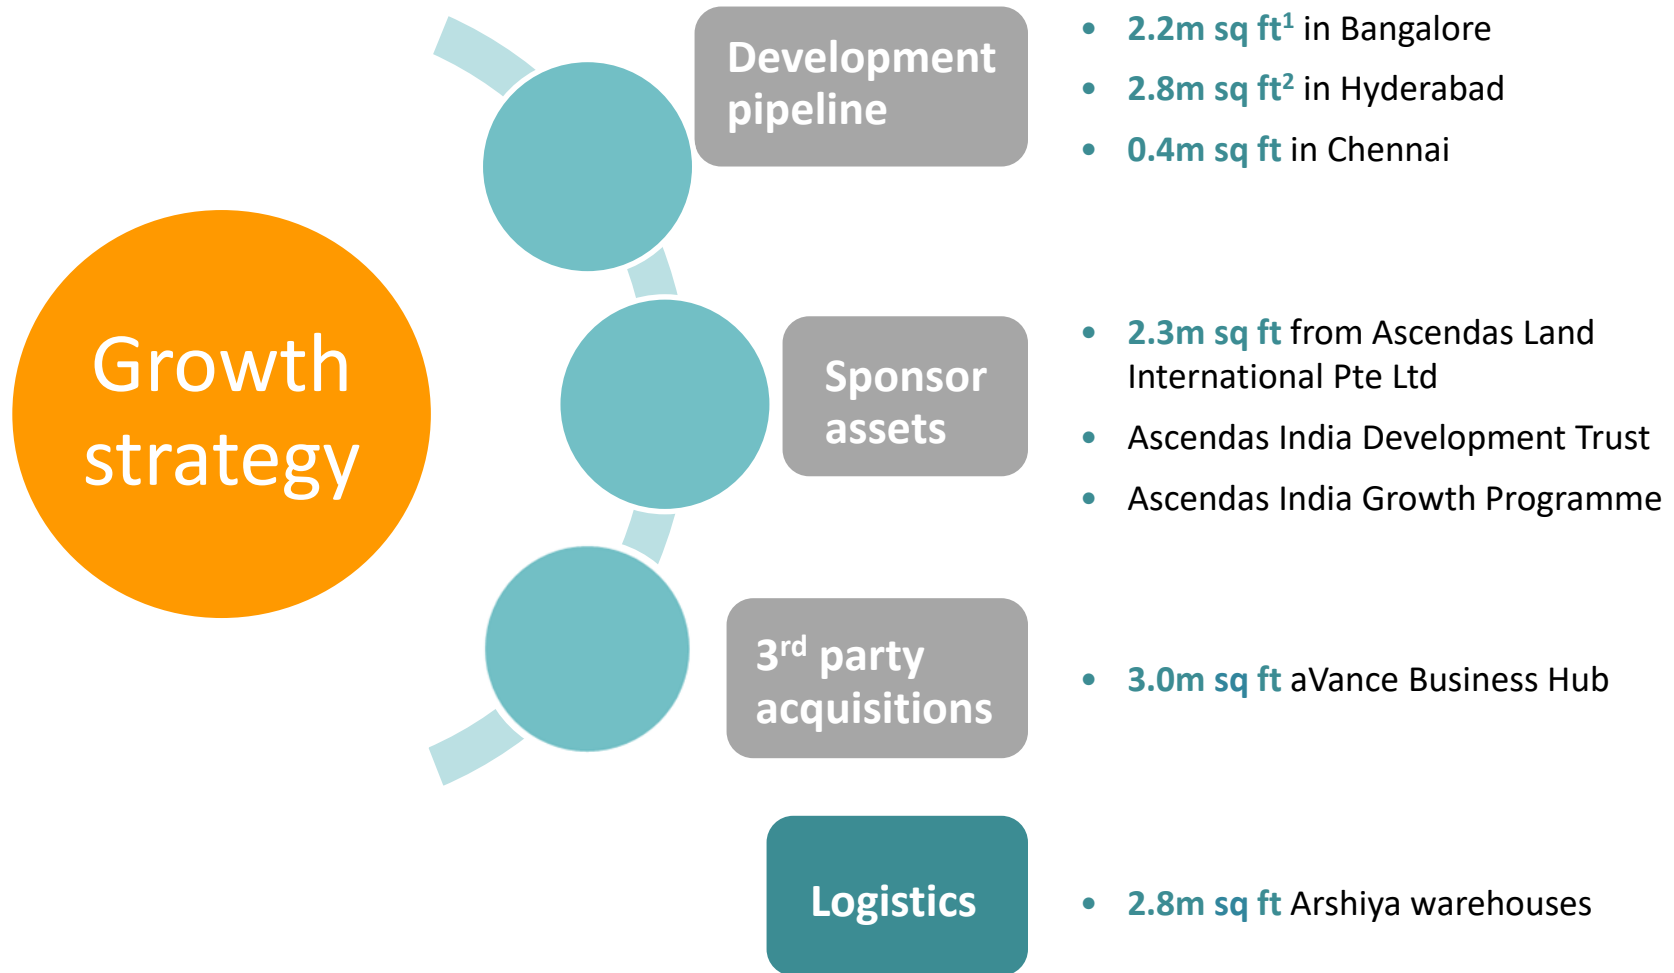 Growth
strategy
Development
pipeline
• 2.2m sq ft¹ in Bangalore
• 2.8m sq ft² in Hyderabad
• 0.4m sq ft in Chennai
Sponsor
assets
• 2.3m sq ft from Ascendas Land
International Pte Ltd
• Ascendas India Development Trust
• Ascendas India Growth Programme
3rd party
acquisitions
• 3.0m sq ft aVance Business Hub
Logistics
• 2.8m sq ft Arshiya warehouses